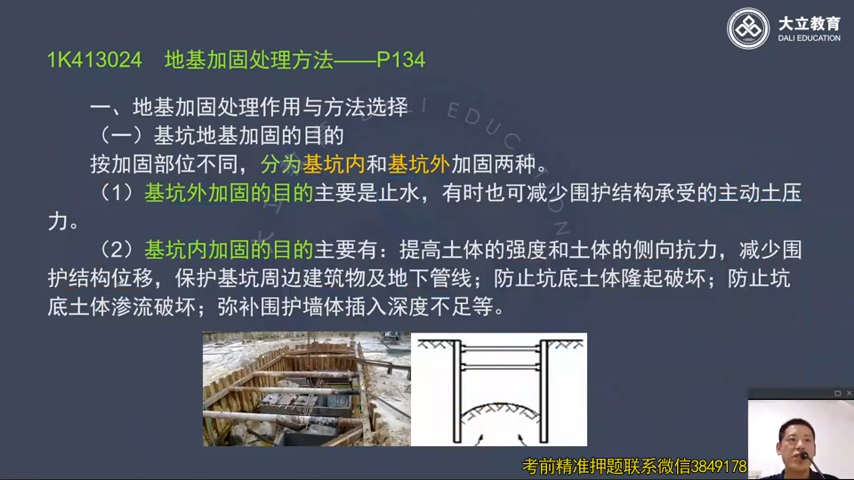 大立教育
DALI EDUCATION
1K413024 地基加固处理方法——P134
一、地基加固处理作用与方法选择
（一）基坑地基加固的目的
按加固部位不同，分为基坑内和基坑外加固两种。
（1）基坑外加固的目的主要是止水，有时也可减少围护结构承受的主动土压
力。
（2）基坑内加固的目的主要有：提高土体的强度和土体的侧向抗力，减少围
护结构位移，保护基坑周边建筑物及地下管线；防止坑底土体隆起破坏；防止坑
底土体渗流破坏；弥补围护墙体插入深度不足等。
考前精准押题联系微信3849178